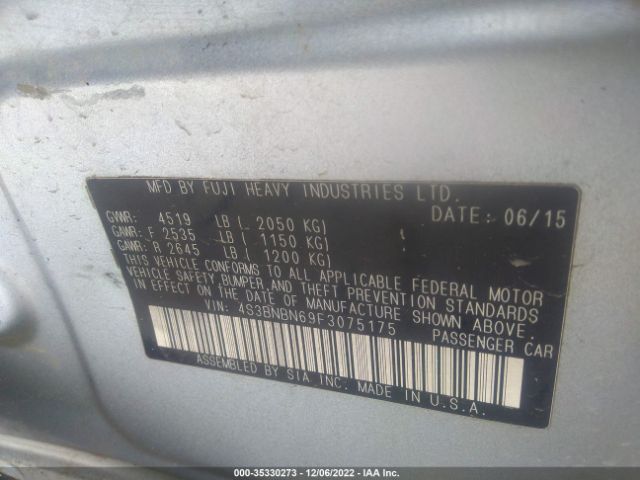 MFD BY FUJI HEAVY INDUSTRIES LTD.
DATE: 06/15
GVWR: 4519 LB ( 2050 KG)
GAWR: F 2535 LB ( 1150 KG)
GAWR: R 2645 LB ( 1200 KG)
THIS VEHICLE CONFORMS TO ALL APPLICABLE FEDERAL MOTOR
VEHICLE SAFETY, BUMPER, AND THEFT PREVENTION STANDARDS
IN EFFECT ON THE DATE OF MANUFACTURE SHOWN ABOVE.
VIN: 4S3BNBN69F3075175 PASSENGER CAR
ASSEMBLED BY SIA INC. MADE IN U.S.A.
000-35330273 - 12/06/2022 - IAA Inc.